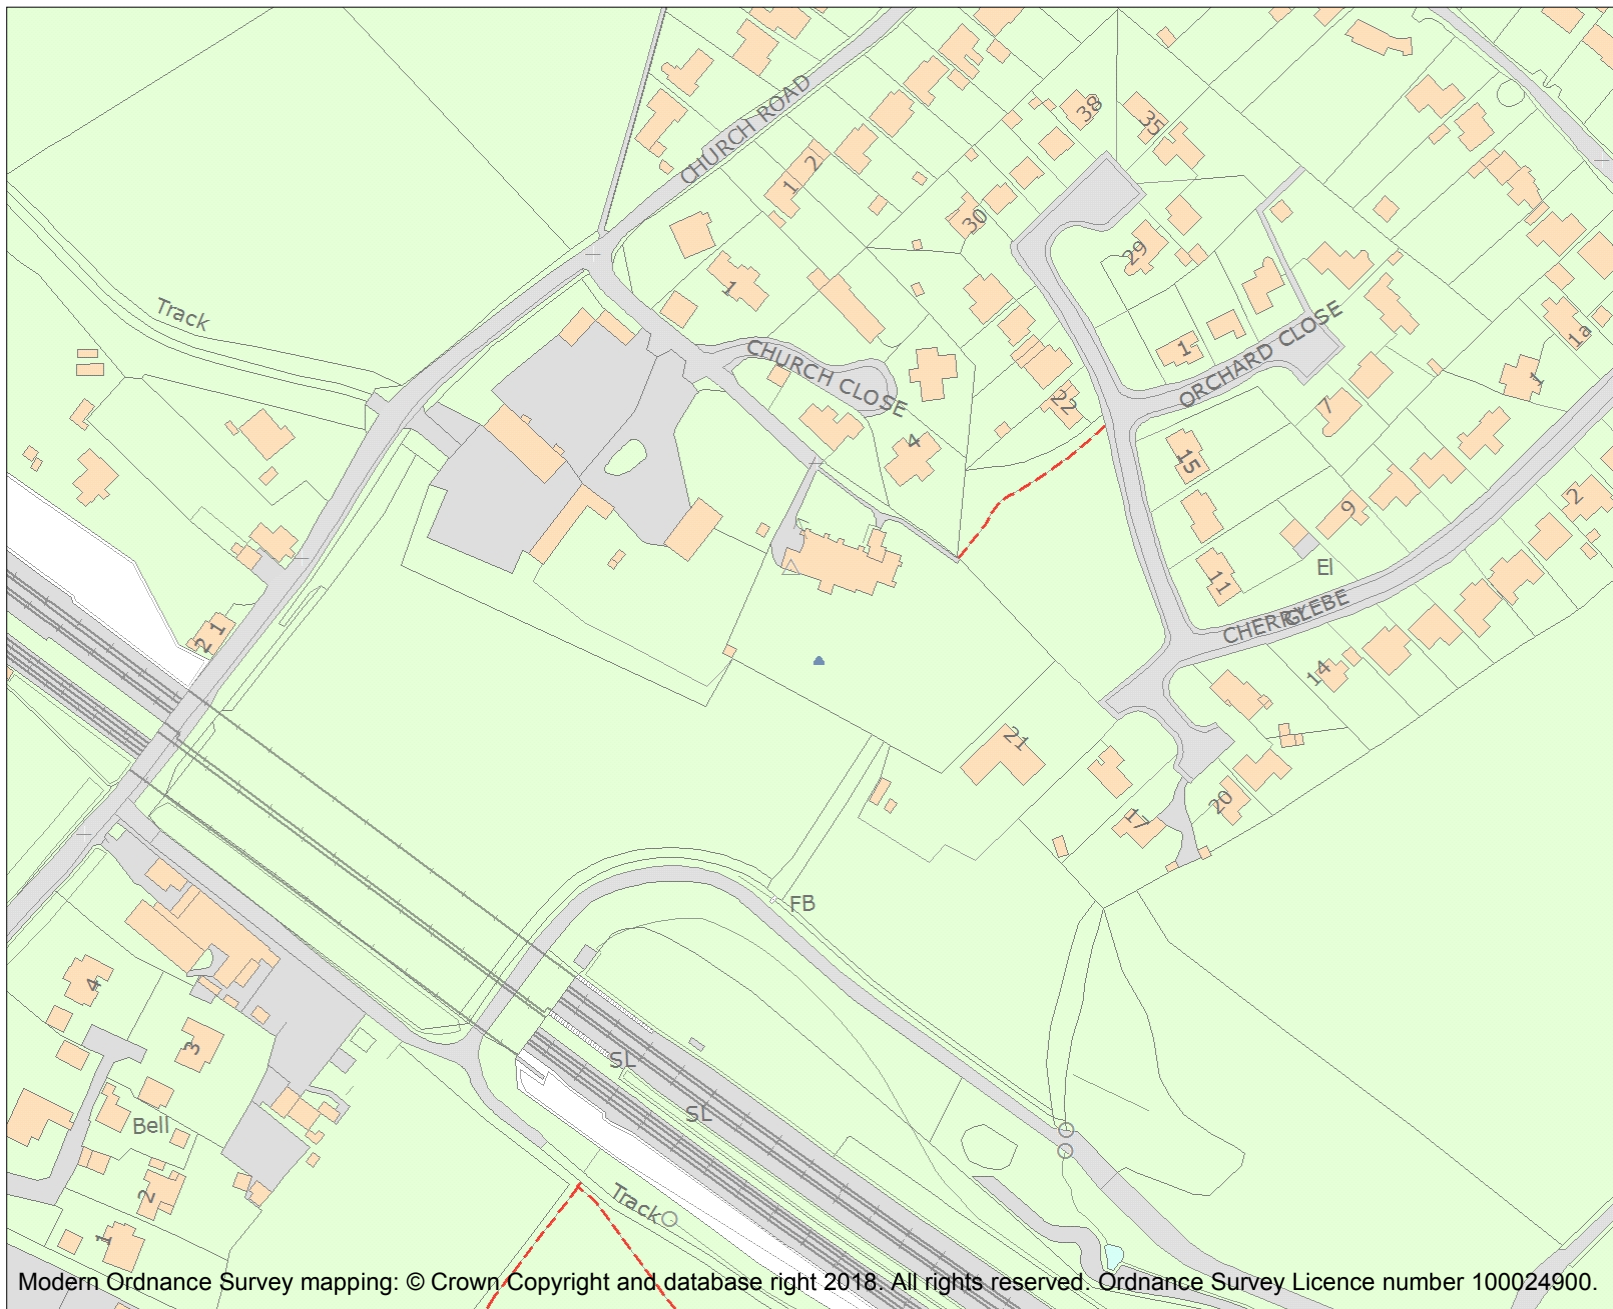 38
35
CHURCH ROAD
1 2
30
29
Track
1
1
ORCHARD CLOSE
1a
CHURCH CLOSE
1
22
7
4
15
9
2
11
El
CHERRY GLEBE
1
2
14
21
20
17
FB
4
3
SL
SL
Bell
2
Track
1
Modern Ordnance Survey mapping: © Crown Copyright and database right 2018. All rights reserved. Ordnance Survey Licence number 100024900.